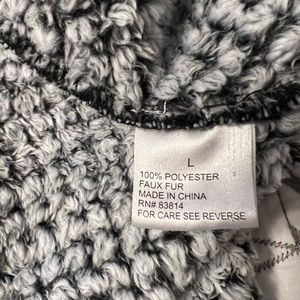 L
100% POLYESTER
FAUX FUR
MADE IN CHINA
RN# 83814
FOR CARE SEE REVERSE